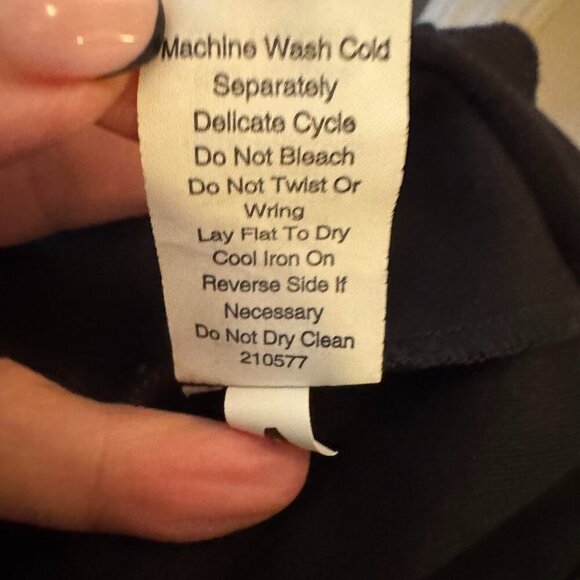 Machine Wash Cold
Separately
Delicate Cycle
Do Not Bleach
Do Not Twist Or
Wring
Lay Flat To Dry
Cool Iron On
Reverse Side If
Necessary
Do Not Dry Clean
210577